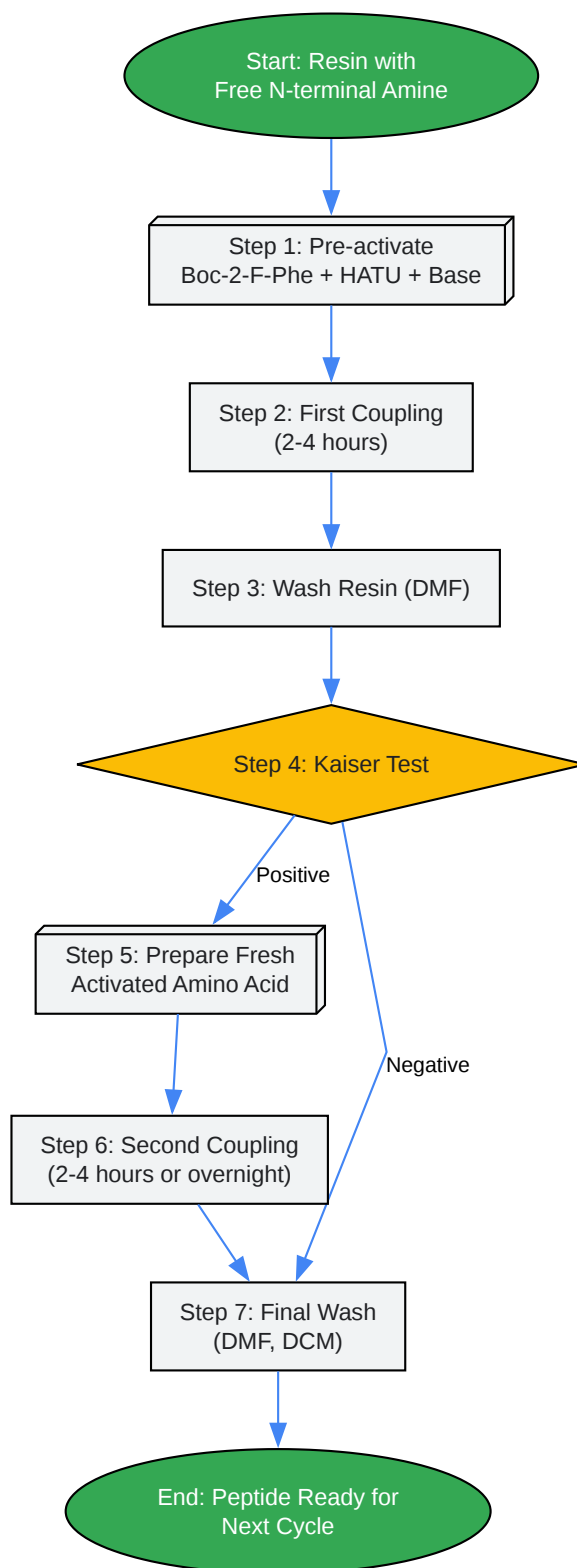 Start: Resin with
Free N-terminal Amine
Step 1: Pre-activate
Boc-2-F-Phe + HATU + Base
Step 2: First Coupling
(2-4 hours)
Step 3: Wash Resin (DMF)
Step 4: Kaiser Test
Positive
Step 5: Prepare Fresh
Activated Amino Acid
Negative
Step 6: Second Coupling
(2-4 hours or overnight)
Step 7: Final Wash
(DMF, DCM)
End: Peptide Ready for
Next Cycle